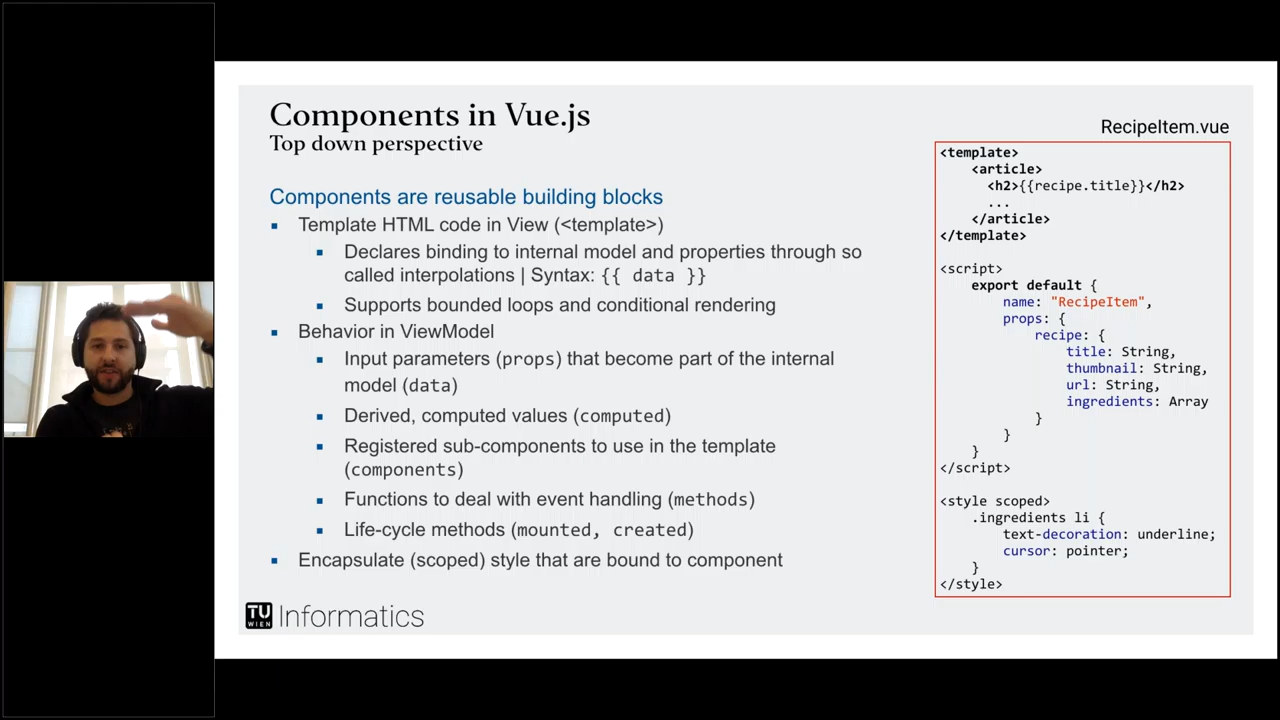 Components in Vue.js
Top down perspective
Components are reusable building blocks
▪ Template HTML code in View (<template>)
▪ Declares binding to internal model and properties through so
called interpolations | Syntax: {{ data }}
▪ Supports bounded loops and conditional rendering
▪ Behavior in ViewModel
▪ Input parameters (props) that become part of the internal
model (data)
▪ Derived, computed values (computed)
▪ Registered sub-components to use in the template
(components)
▪ Functions to deal with event handling (methods)
▪ Life-cycle methods (mounted, created)
▪ Encapsulate (scoped) style that are bound to component
RecipeItem.vue
<template>
    <article>
      <h2>{{recipe.title}}</h2>
      ...
    </article>
</template>
<script>
    export default {
        name: "RecipeItem",
        props: {
            recipe: {
                title: String,
                thumbnail: String,
                url: String,
                ingredients: Array
            }
        }
    }
</script>
<style scoped>
    .ingredients li {
        text-decoration: underline;
        cursor: pointer;
    }
</style>
TU
WIEN
Informatics